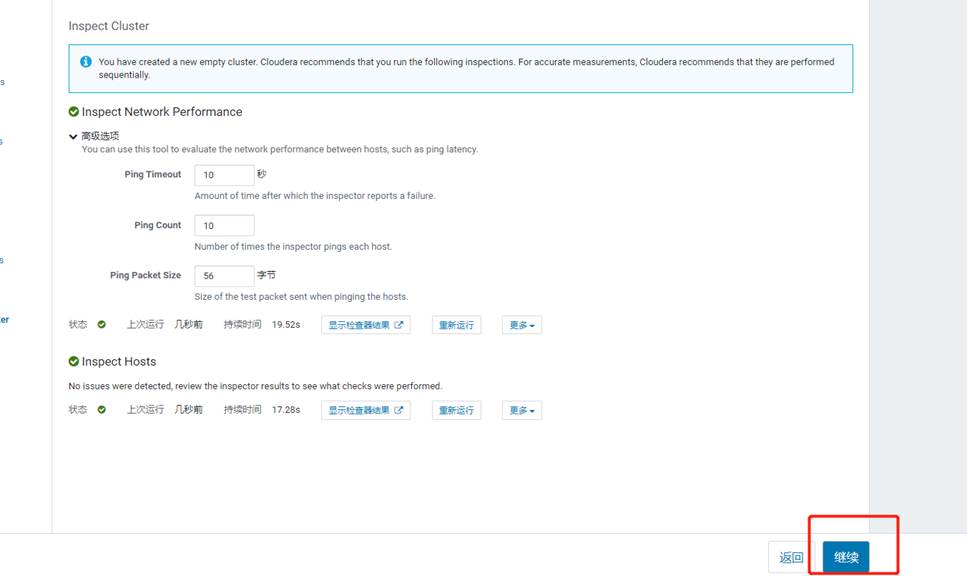 Inspect Cluster
You have created a new empty cluster. Cloudera recommends that you run the following inspections. For accurate measurements, Cloudera recommends that they are performed
sequentially.
s
Inspect Network Performance
高级选项
s
You can use this tool to evaluate the network performance between hosts, such as ping latency.
Ping Timeout 10 秒
Amount of time after which the inspector reports a failure.
Ping Count 10
Number of times the inspector pings each host.
s
Ping Packet Size 56 字节
Size of the test packet sent when pinging the hosts.
ter
状态 上次运行 几秒前 持续时间 19.52s 显示检查器结果 重新运行 更多
Inspect Hosts
No issues were detected, review the inspector results to see what checks were performed.
状态 上次运行 几秒前 持续时间 17.28s 显示检查器结果 重新运行 更多
返回 继续